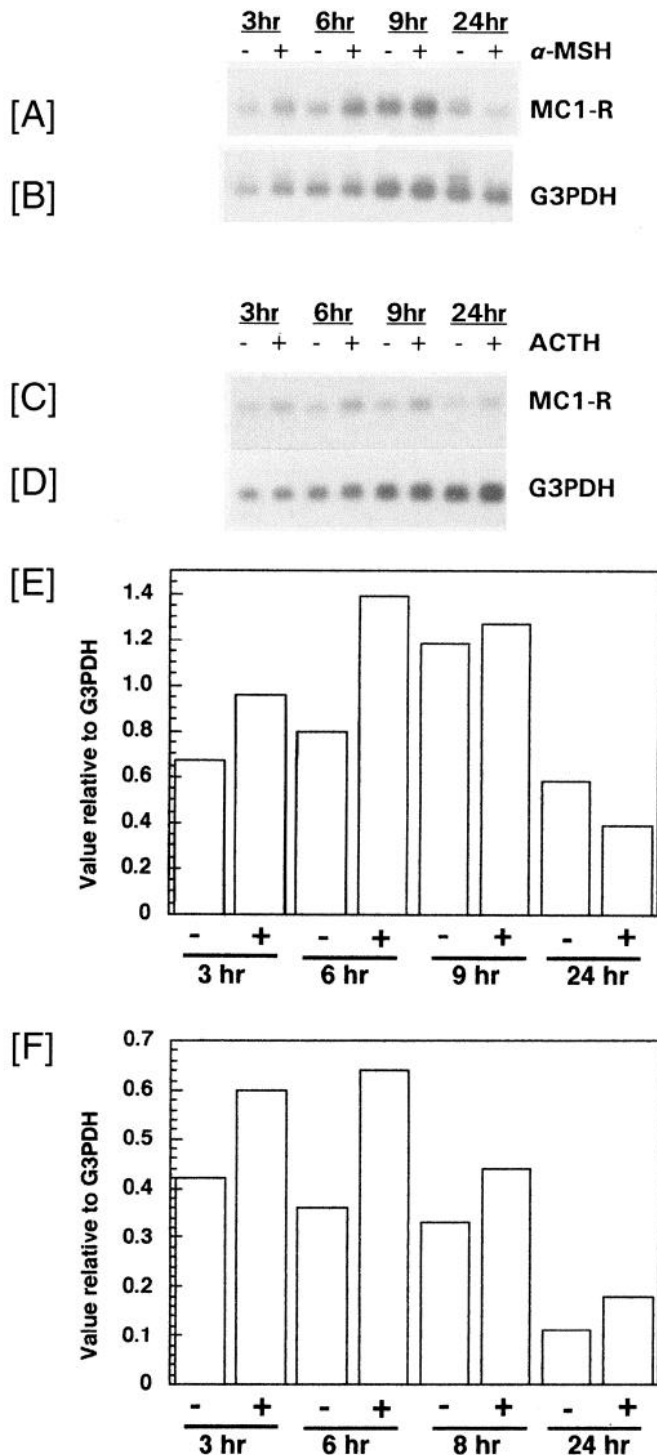 3hr 6hr 9hr 24hr
- + - + - + - + α-MSH
[A] MC1-R
[B] G3PDH
3hr 6hr 9hr 24hr
- + - + - + - + ACTH
[C] MC1-R
[D] G3PDH
[E]
Value relative to G3PDH
1.4
1.2
1.0
0.8
0.6
0.4
0.2
0
- + - + - + - +
3 hr 6 hr 9 hr 24 hr
[F]
Value relative to G3PDH
0.7
0.6
0.5
0.4
0.3
0.2
0.1
0
- + - + - + - +
3 hr 6 hr 8 hr 24 hr